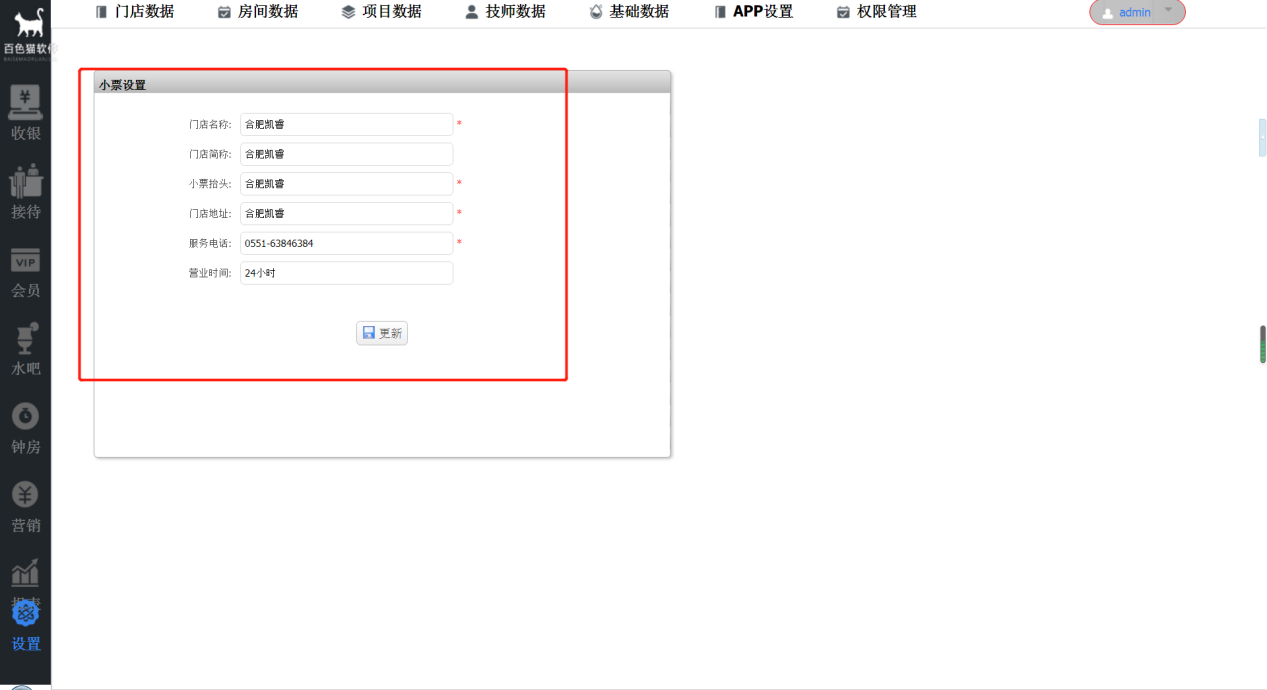 门店数据 房间数据 项目数据 技师数据 基础数据 APP设置 权限管理 admin
百色猫软件
收银
接待
VIP
会员
水吧
钟房
营销
报表
设置
小票设置
门店名称: 合肥凯睿 *
门店简称: 合肥凯睿
小票抬头: 合肥凯睿 *
门店地址: 合肥凯睿 *
服务电话: 0551-63846384 *
营业时间: 24小时
更新